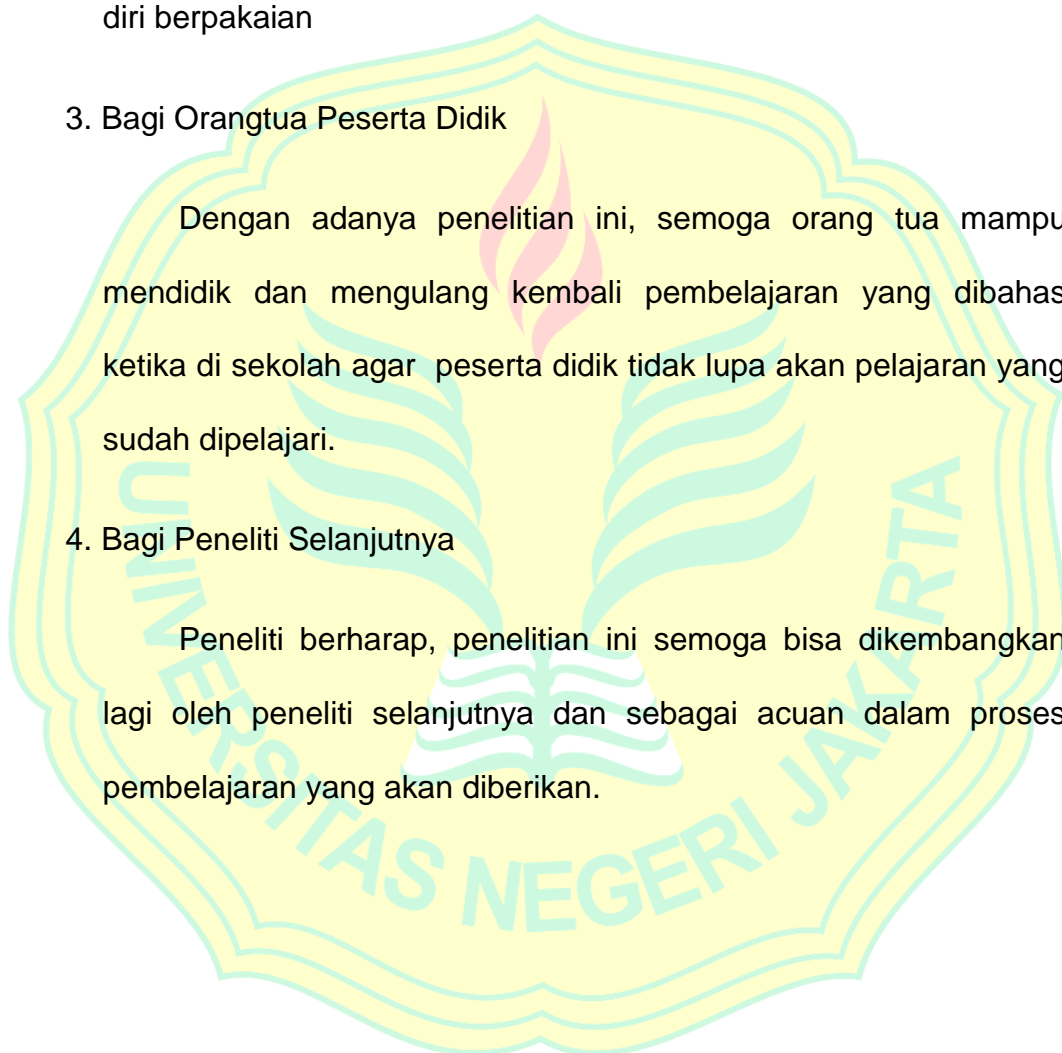 diri berpakaian
3. Bagi Orangtua Peserta Didik
Dengan adanya penelitian ini, semoga orang tua mampu
mendidik dan mengulang kembali pembelajaran yang dibahas
ketika di sekolah agar peserta didik tidak lupa akan pelajaran yang
sudah dipelajari.
4. Bagi Peneliti Selanjutnya
Peneliti berharap, penelitian ini semoga bisa dikembangkan
lagi oleh peneliti selanjutnya dan sebagai acuan dalam proses
pembelajaran yang akan diberikan.
UNIVERSITAS NEGERI JAKARTA